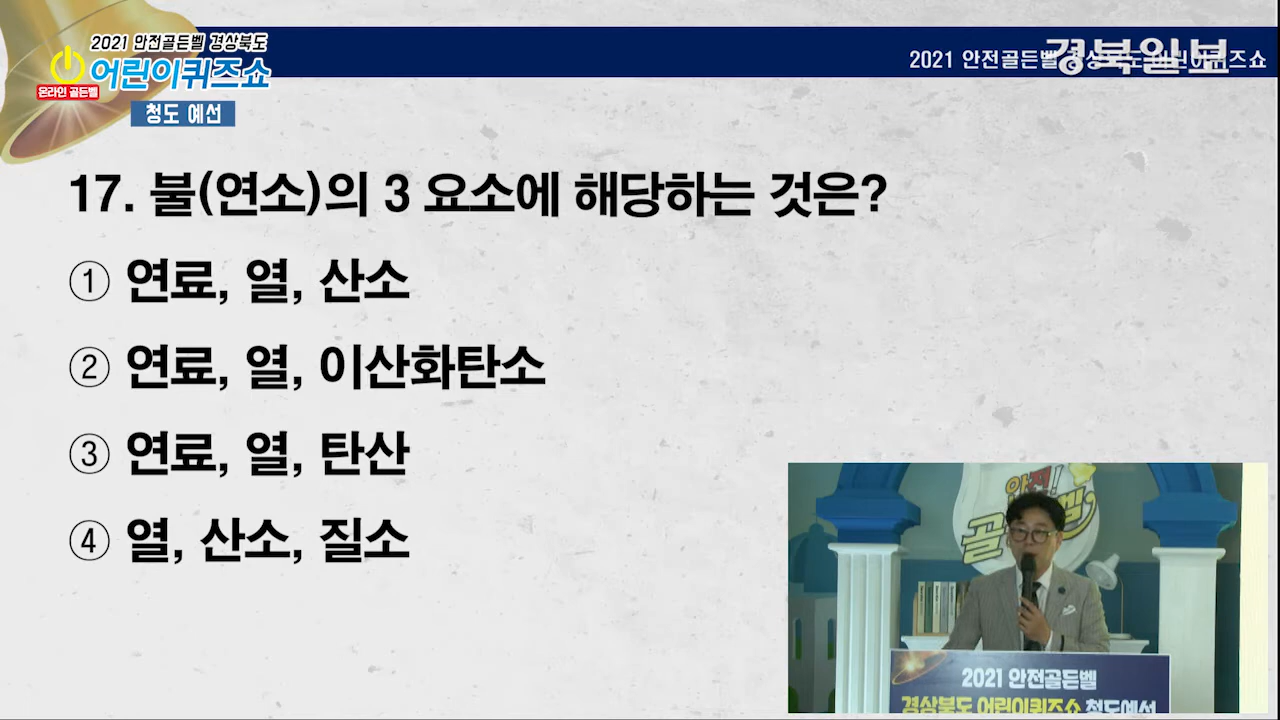 2021 안전골든벨 경상북도
어린이퀴즈쇼
온라인 골든벨
청도 예선
경북일보
17. 불(연소)의 3 요소에 해당하는 것은?
① 연료, 열, 산소
② 연료, 열, 이산화탄소
③ 연료, 열, 탄산
④ 열, 산소, 질소
안전!
2021 안전골든벨
경상북도 어린이퀴즈쇼 청도예선